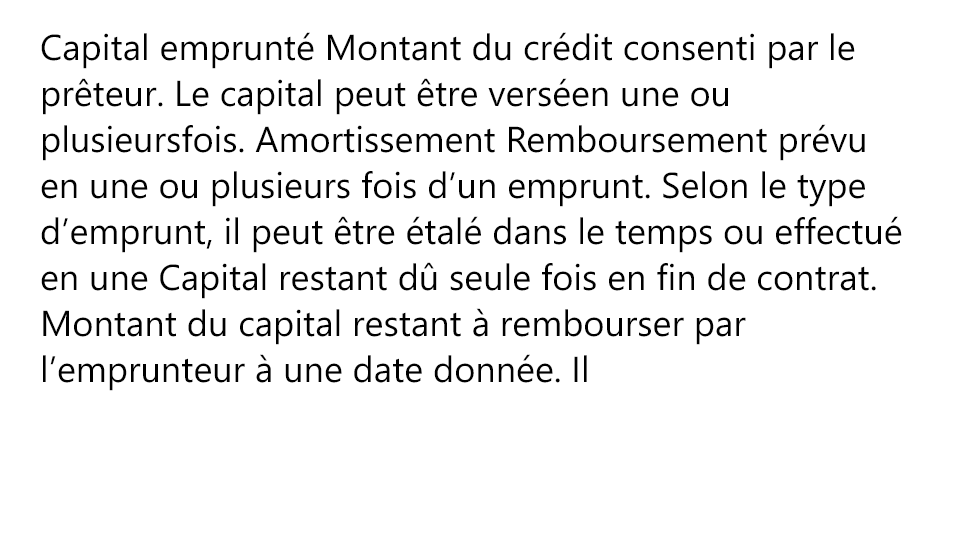 Capital emprunté Montant du crédit consenti par le
prêteur. Le capital peut être verséen une ou
plusieursfois. Amortissement Remboursement prévu
en une ou plusieurs fois d’un emprunt. Selon le type
d’emprunt, il peut être étalé dans le temps ou effectué
en une Capital restant dû seule fois en fin de contrat.
Montant du capital restant à rembourser par
l’emprunteur à une date donnée. Il